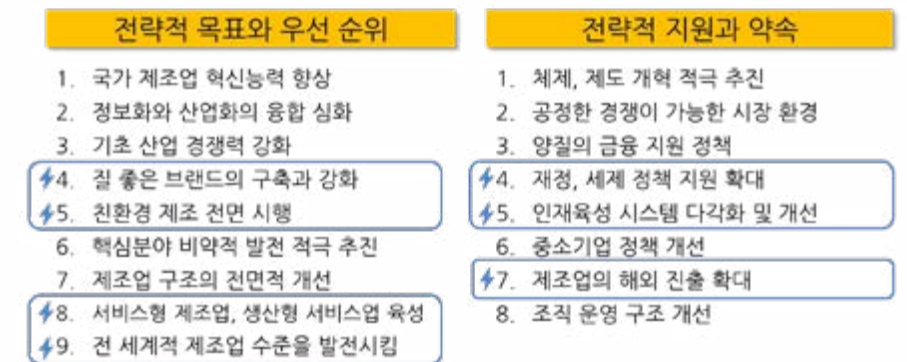 전략적 목표와 우선 순위
1. 국가 제조업 혁신능력 향상
2. 정보화와 산업화의 융합 심화
3. 기초 산업 경쟁력 강화
4. 질 좋은 브랜드의 구축과 강화
5. 친환경 제조 전면 시행
6. 핵심분야 비약적 발전 적극 추진
7. 제조업 구조의 전면적 개선
8. 서비스형 제조업, 생산형 서비스업 육성
9. 전 세계적 제조업 수준을 발전시킴
전략적 지원과 약속
1. 체제, 제도 개혁 적극 추진
2. 공정한 경쟁이 가능한 시장 환경
3. 양질의 금융 지원 정책
4. 재정, 세제 정책 지원 확대
5. 인재육성 시스템 다각화 및 개선
6. 중소기업 정책 개선
7. 제조업의 해외 진출 확대
8. 조직 운영 구조 개선